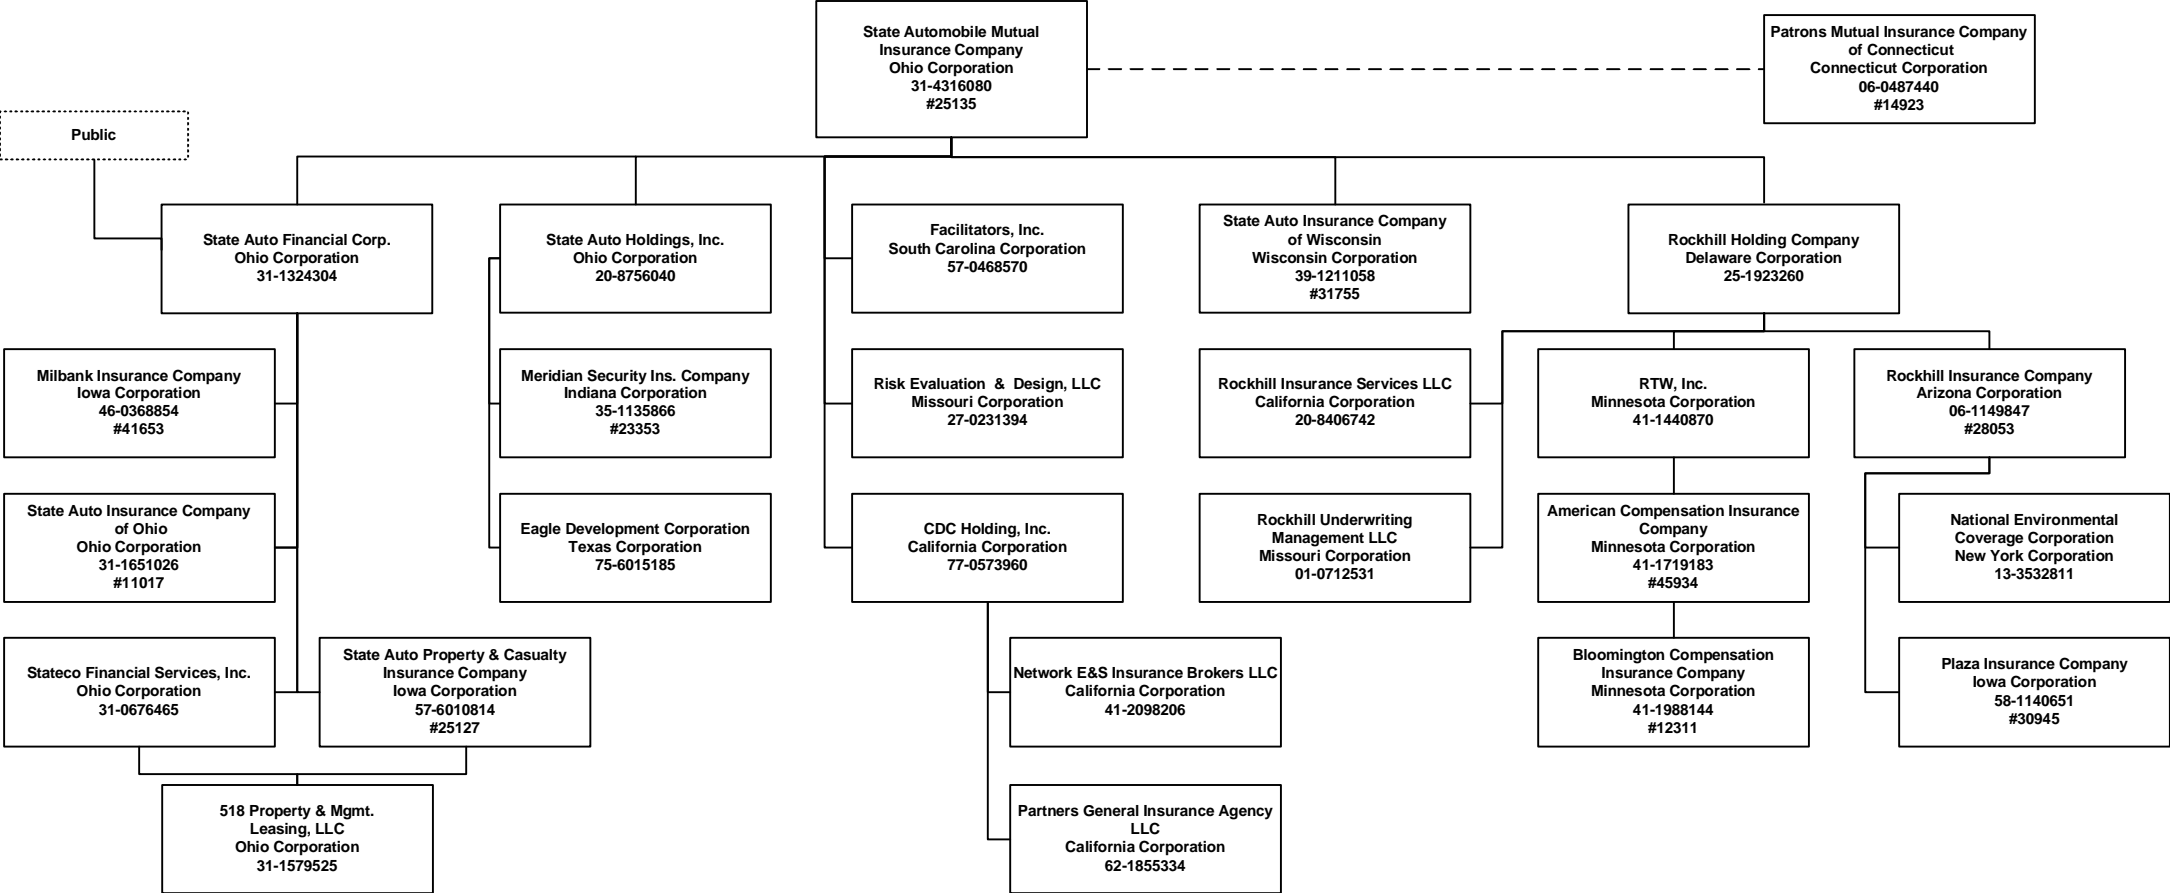 State Automobile Mutual
Insurance Company
Ohio Corporation
31-4316080
#25135
Patrons Mutual Insurance Company
of Connecticut
Connecticut Corporation
06-0487440
#14923
Public
State Auto Financial Corp.
Ohio Corporation
31-1324304
State Auto Holdings, Inc.
Ohio Corporation
20-8756040
Facilitators, Inc.
South Carolina Corporation
57-0468570
State Auto Insurance Company
of Wisconsin
Wisconsin Corporation
39-1211058
#31755
Rockhill Holding Company
Delaware Corporation
25-1923260
Milbank Insurance Company
Iowa Corporation
46-0368854
#41653
Meridian Security Ins. Company
Indiana Corporation
35-1135866
#23353
Risk Evaluation & Design, LLC
Missouri Corporation
27-0231394
Rockhill Insurance Services LLC
California Corporation
20-8406742
RTW, Inc.
Minnesota Corporation
41-1440870
Rockhill Insurance Company
Arizona Corporation
06-1149847
#28053
State Auto Insurance Company
of Ohio
Ohio Corporation
31-1651026
#11017
Eagle Development Corporation
Texas Corporation
75-6015185
CDC Holding, Inc.
California Corporation
77-0573960
Rockhill Underwriting
Management LLC
Missouri Corporation
01-0712531
American Compensation Insurance
Company
Minnesota Corporation
41-1719183
#45934
National Environmental
Coverage Corporation
New York Corporation
13-3532811
Stateco Financial Services, Inc.
Ohio Corporation
31-0676465
State Auto Property & Casualty
Insurance Company
Iowa Corporation
57-6010814
#25127
Network E&S Insurance Brokers LLC
California Corporation
41-2098206
Bloomington Compensation
Insurance Company
Minnesota Corporation
41-1988144
#12311
Plaza Insurance Company
Iowa Corporation
58-1140651
#30945
518 Property & Mgmt.
Leasing, LLC
Ohio Corporation
31-1579525
Partners General Insurance Agency
LLC
California Corporation
62-1855334